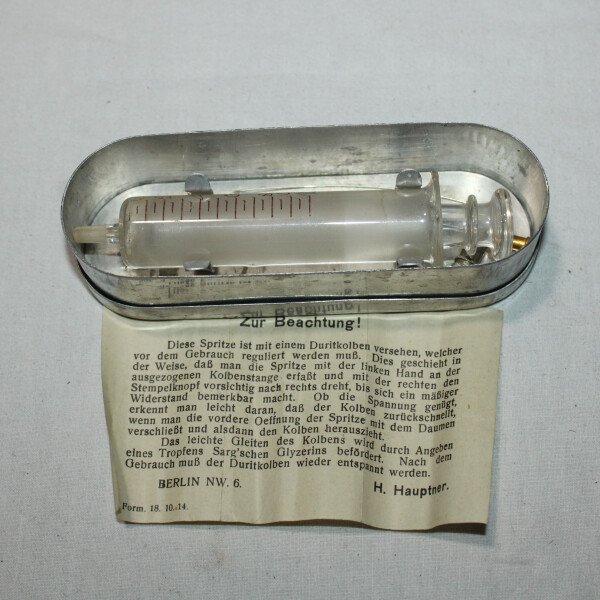 Zur Beachtung!
Diese Spritze ist mit einem Duritkolben versehen, welcher
vor dem Gebrauch reguliert werden muß. Dies geschieht in
der Weise, daß man die Spritze mit der linken Hand an der
ausgezogenen Kolbenstange erfaßt und mit der rechten den
Stempelknopf vorsichtig nach rechts dreht, bis sich ein mäßiger
Widerstand bemerkbar macht. Ob die Spannung genügt,
erkennt man leicht daran, daß der Kolben zurückschnellt,
wenn man die vordere Oeffnung der Spritze mit dem Daumen
verschließt und alsdann den Kolben herauszieht.
Das leichte Gleiten des Kolbens wird durch Angeben
eines Tropfens Sarg'schen Glyzerins befördert. Nach dem
Gebrauch muß der Duritkolben wieder entspannt werden.
BERLIN NW. 6. H. Hauptner.
Form. 18. 10. 14.